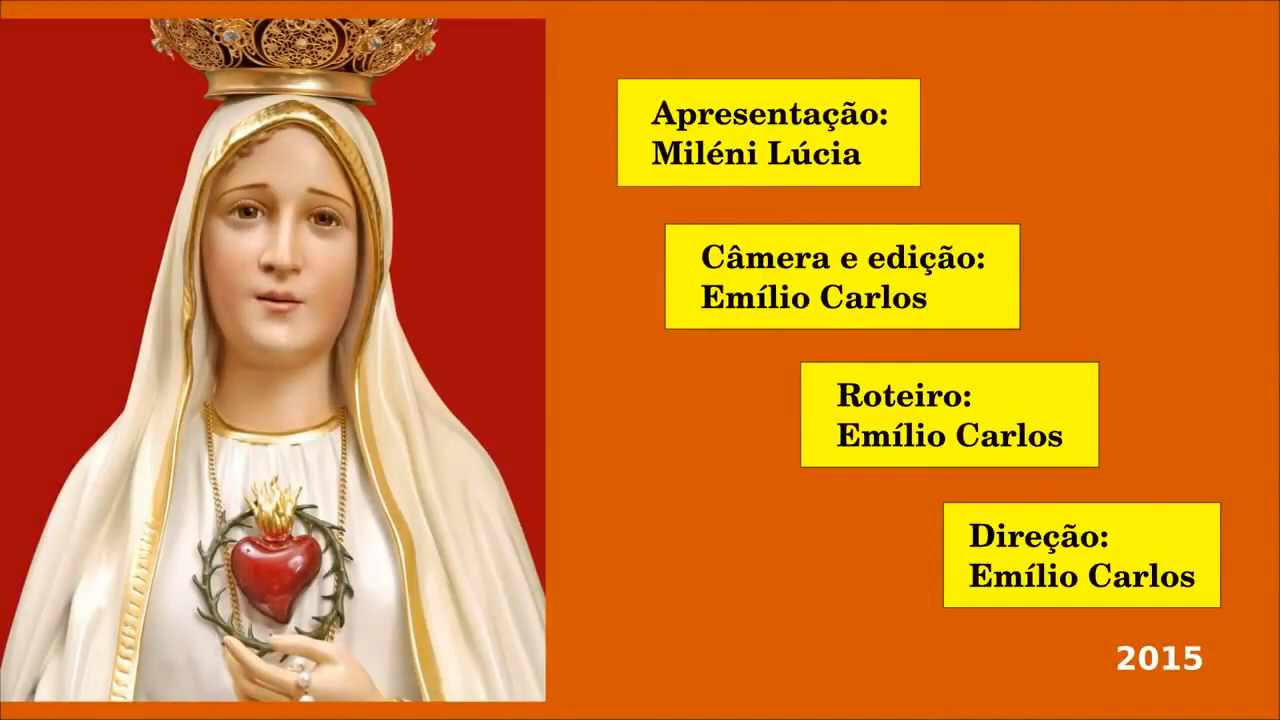 Apresentação:
Miléni Lúcia
Câmera e edição:
Emílio Carlos
Roteiro:
Emílio Carlos
Direção:
Emílio Carlos
2015